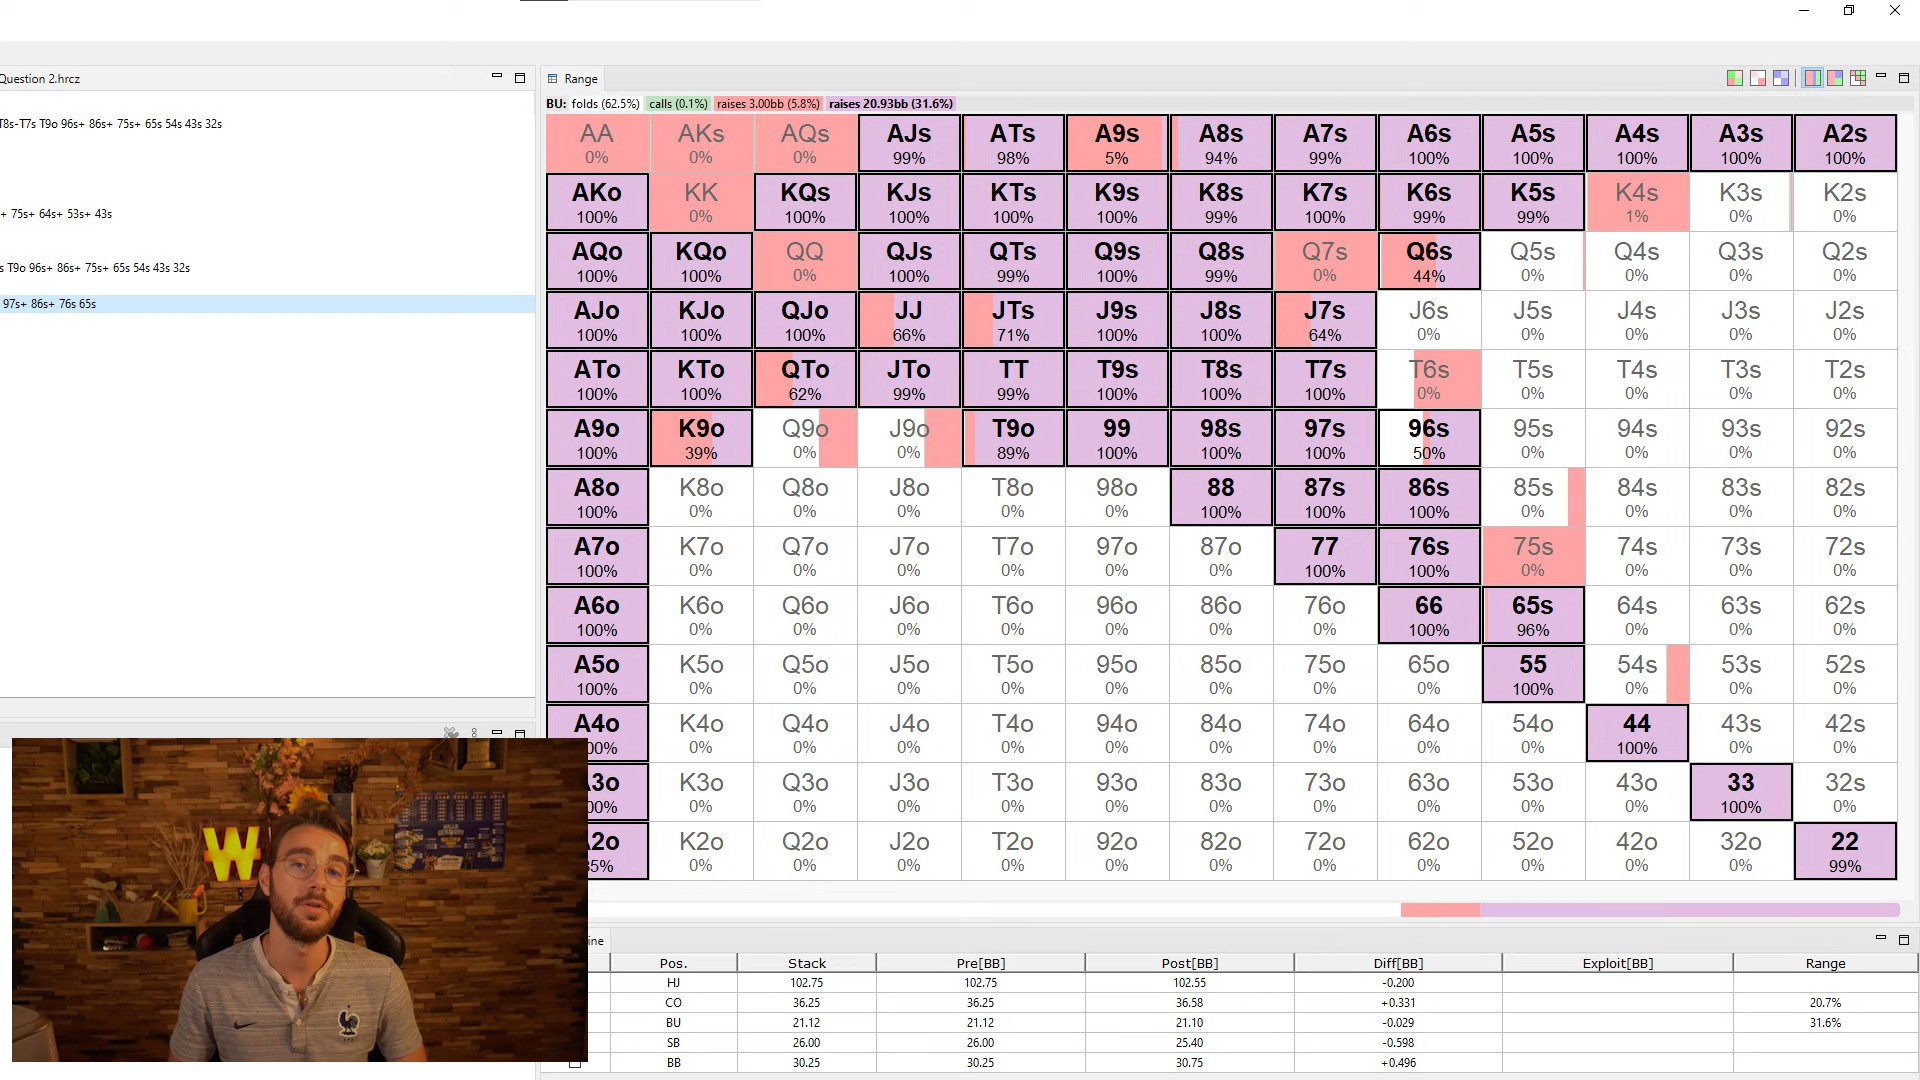 Question 2.hrcz
T8s-T7s T9o 96s+ 86s+ 75s+ 65s 54s 43s 32s
+ 75s+ 64s+ 53s+ 43s
s T9o 96s+ 86s+ 75s+ 65s 54s 43s 32s
97s+ 86s+ 76s 65s
Range
BU: folds (62.5%) calls (0.1%) raises 3.00bb (5.8%) raises 20.93bb (31.6%)
AA AKs AQs AJs ATs A9s A8s A7s A6s A5s A4s A3s A2s
0% 0% 0% 99% 98% 5% 94% 99% 100% 100% 100% 100% 100%
AKo KK KQs KJs KTs K9s K8s K7s K6s K5s K4s K3s K2s
100% 0% 100% 100% 100% 100% 99% 100% 99% 99% 1% 0% 0%
AQo KQo QQ QJs QTs Q9s Q8s Q7s Q6s Q5s Q4s Q3s Q2s
100% 100% 0% 100% 99% 100% 99% 0% 44% 0% 0% 0% 0%
AJo KJo QJo JJ JTs J9s J8s J7s J6s J5s J4s J3s J2s
100% 100% 100% 66% 71% 100% 100% 64% 0% 0% 0% 0% 0%
ATo KTo QTo JTo TT T9s T8s T7s T6s T5s T4s T3s T2s
100% 100% 62% 99% 99% 100% 100% 100% 0% 0% 0% 0% 0%
A9o K9o Q9o J9o T9o 99 98s 97s 96s 95s 94s 93s 92s
100% 39% 0% 0% 89% 100% 100% 100% 50% 0% 0% 0% 0%
A8o K8o Q8o J8o T8o 98o 88 87s 86s 85s 84s 83s 82s
100% 0% 0% 0% 0% 0% 100% 100% 100% 0% 0% 0% 0%
A7o K7o Q7o J7o T7o 97o 87o 77 76s 75s 74s 73s 72s
100% 0% 0% 0% 0% 0% 0% 100% 100% 0% 0% 0% 0%
A6o K6o Q6o J6o T6o 96o 86o 76o 66 65s 64s 63s 62s
100% 0% 0% 0% 0% 0% 0% 0% 100% 96% 0% 0% 0%
A5o K5o Q5o J5o T5o 95o 85o 75o 65o 55 54s 53s 52s
100% 0% 0% 0% 0% 0% 0% 0% 0% 100% 0% 0% 0%
A4o K4o Q4o J4o T4o 94o 84o 74o 64o 54o 44 43s 42s
00% 0% 0% 0% 0% 0% 0% 0% 0% 0% 100% 0% 0%
3o K3o Q3o J3o T3o 93o 83o 73o 63o 53o 43o 33 32s
00% 0% 0% 0% 0% 0% 0% 0% 0% 0% 0% 100% 0%
2o K2o Q2o J2o T2o 92o 82o 72o 62o 52o 42o 32o 22
5% 0% 0% 0% 0% 0% 0% 0% 0% 0% 0% 0% 99%
W
ine
Pos. Stack Pre[BB] Post[BB] Diff[BB] Exploit[BB] Range
HJ 102.75 102.75 102.55 -0.200
CO 36.25 36.25 36.58 +0.331 20.7%
BU 21.12 21.12 21.10 -0.029 31.6%
SB 26.00 26.00 25.40 -0.598
BB 30.25 30.25 30.75 +0.496